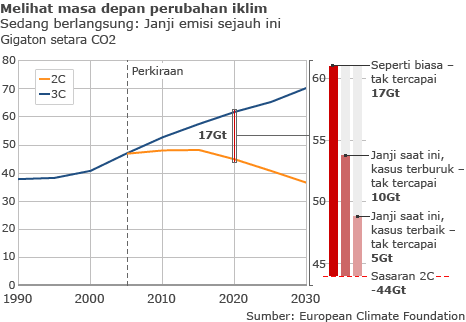 Melihat masa depan perubahan iklim
Sedang berlangsung: Janji emisi sejauh ini
Gigaton setara CO2
80
70
60
50
40
30
20
10
0
2C
3C
Perkiraan
17Gt
1990
2000
2010
2020
2030
60
55
50
45
Seperti biasa –
tak tercapai
17Gt
Janji saat ini,
kasus terburuk –
tak tercapai
10Gt
Janji saat ini,
kasus terbaik –
tak tercapai
5Gt
Sasaran 2C
-44Gt
Sumber: European Climate Foundation